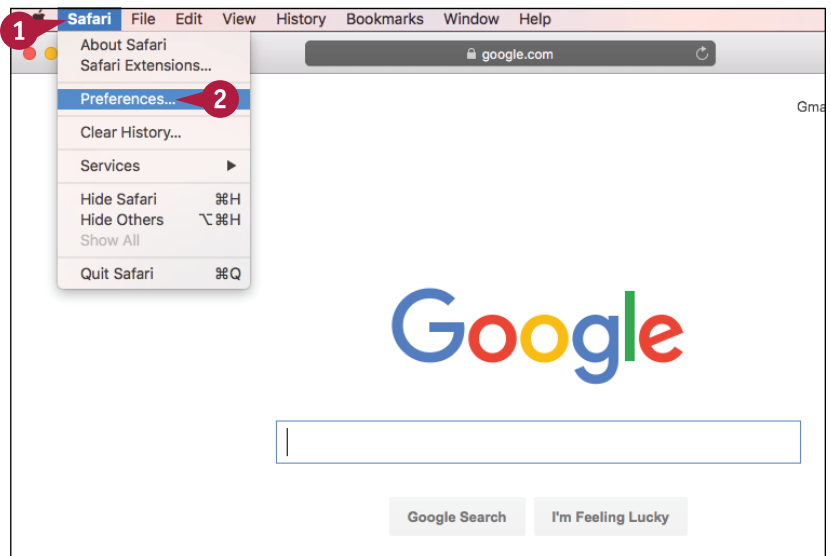 1
Safari File Edit View History Bookmarks Window Help
About Safari
Safari Extensions...
google.com
Preferences...
2
Clear History...
Services
Hide Safari ⌘H
Hide Others ⌥⌘H
Show All
Quit Safari ⌘Q
Gma
Google
Google Search I'm Feeling Lucky